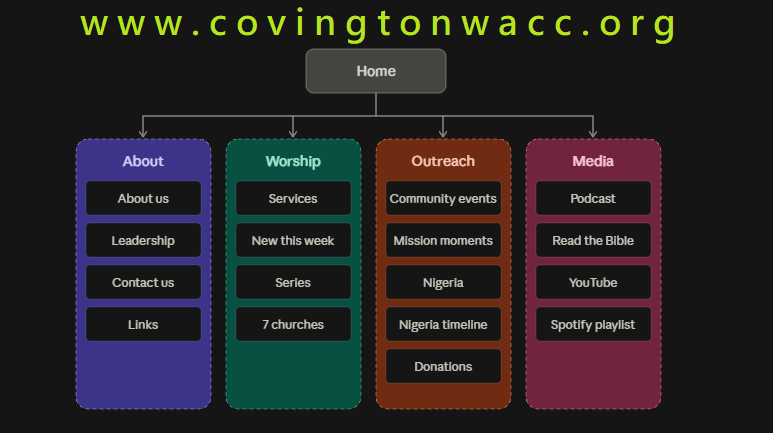 www.covingtonwacc.org
Home
About
About us
Leadership
Contact us
Links
Worship
Services
New this week
Series
7 churches
Outreach
Community events
Mission moments
Nigeria
Nigeria timeline
Donations
Media
Podcast
Read the Bible
YouTube
Spotify playlist